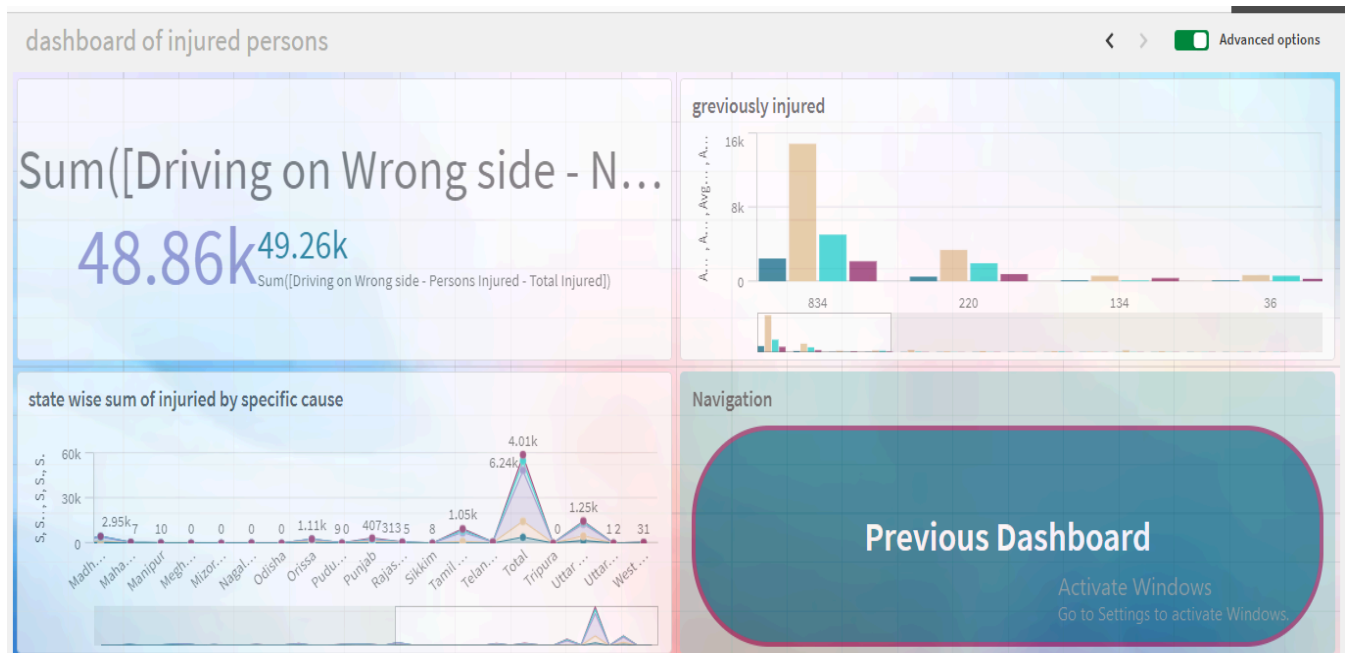 dashboard of injured persons
Advanced options
Sum([Driving on Wrong side - N...
48.86k
49.26k
Sum([Driving on Wrong side - Persons Injured - Total Injured])
greviously injured
A... , A... , Avg... , A...
16k
8k
0
834 220 134 36
state wise sum of injuried by specific cause
S, S..., S, S., S.
60k
30k
0
2.95k 7 10 0 0 0 0 1.11k 9 0 407 313 5 8 1.05k 6.24k 4.01k 0 1.25k 1 2 31
Madh... Maha... Manipur Megh... Mizor... Nagal... Odisha Orissa Pudu... Punjab Rajas... Sikkim Tamil... Telan... Total Tripura Uttar ... Uttar... West ...
Navigation
Previous Dashboard
Activate Windows
Go to Settings to activate Windows.